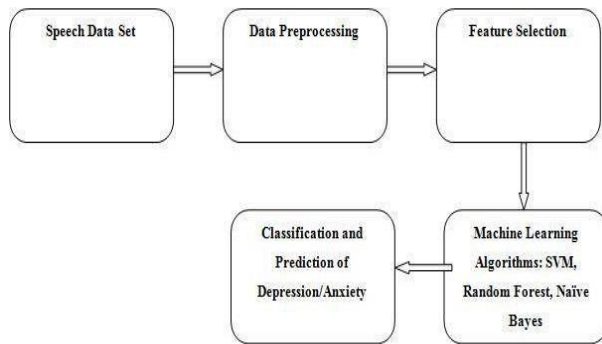 Speech Data Set
Data Preprocessing
Feature Selection
Machine Learning
Algorithms: SVM,
Random Forest, Naïve
Bayes
Classification and
Prediction of
Depression/Anxiety